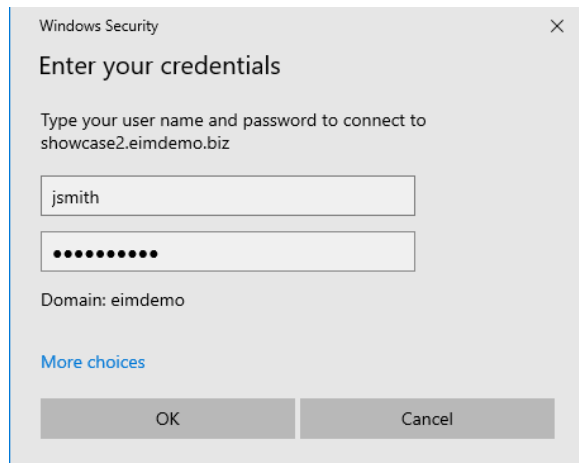 Windows Security
Enter your credentials
Type your user name and password to connect to
showcase2.eimdemo.biz
jsmith
●●●●●●●●●●
Domain: eimdemo
More choices
OK
Cancel